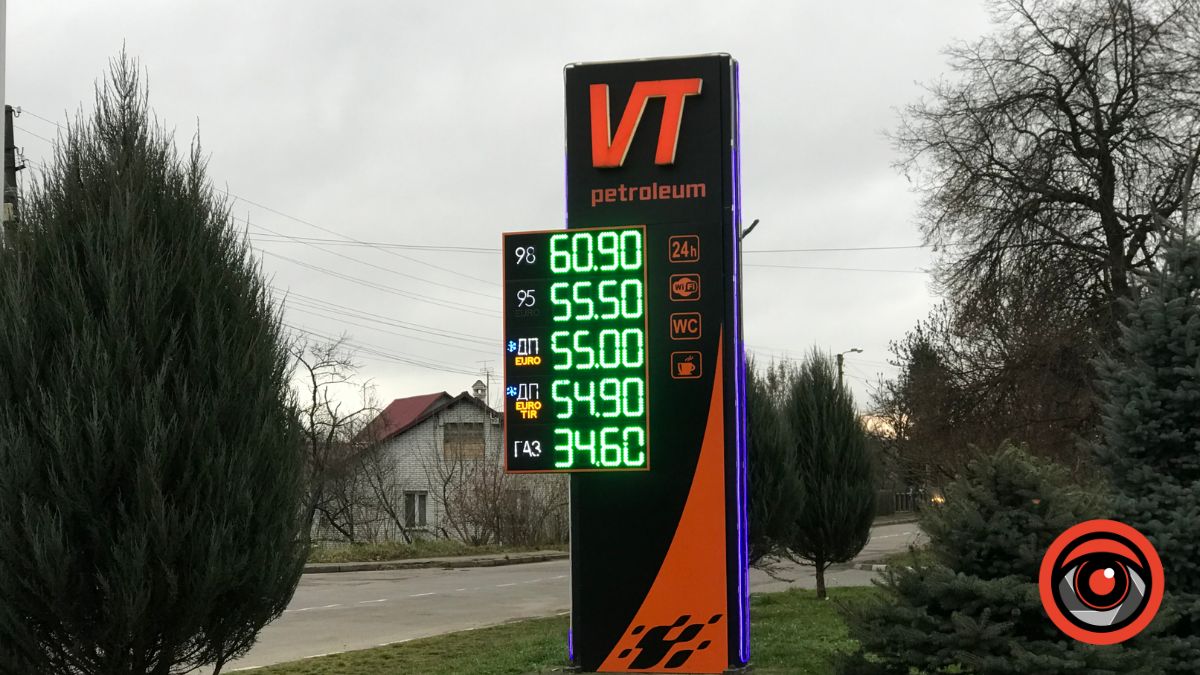 VT
petroleum
98 60.90
95 55.50
EURO
ДП 55.00
EURO
ДП 54.90
EURO
TIR
ГАЗ 34.60
24h
WiFi
WC